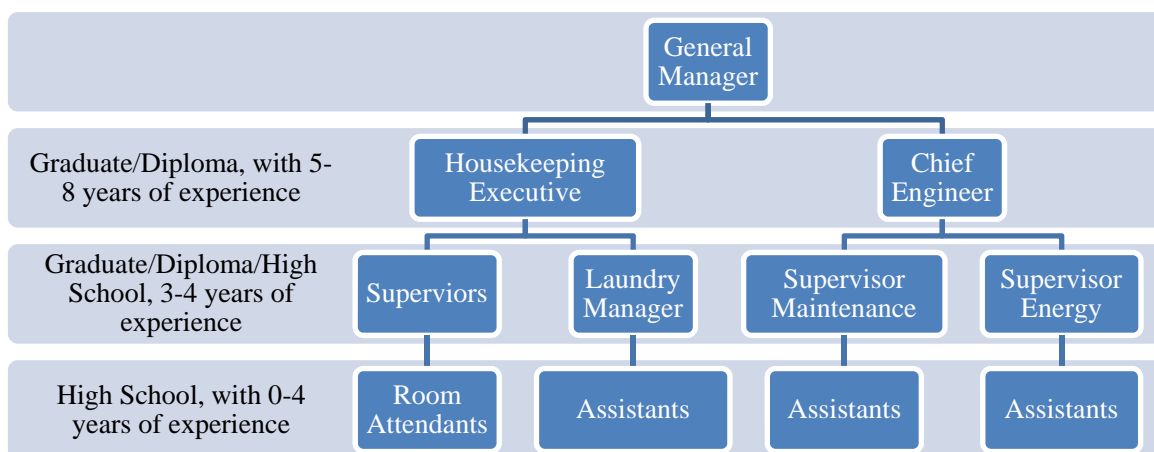 General
Manager
Graduate/Diploma, with 5-
8 years of experience
Housekeeping
Executive
Chief
Engineer
Graduate/Diploma/High
School, 3-4 years of
experience
Superviors
Laundry
Manager
Supervisor
Maintenance
Supervisor
Energy
High School, with 0-4
years of experience
Room
Attendants
Assistants
Assistants
Assistants